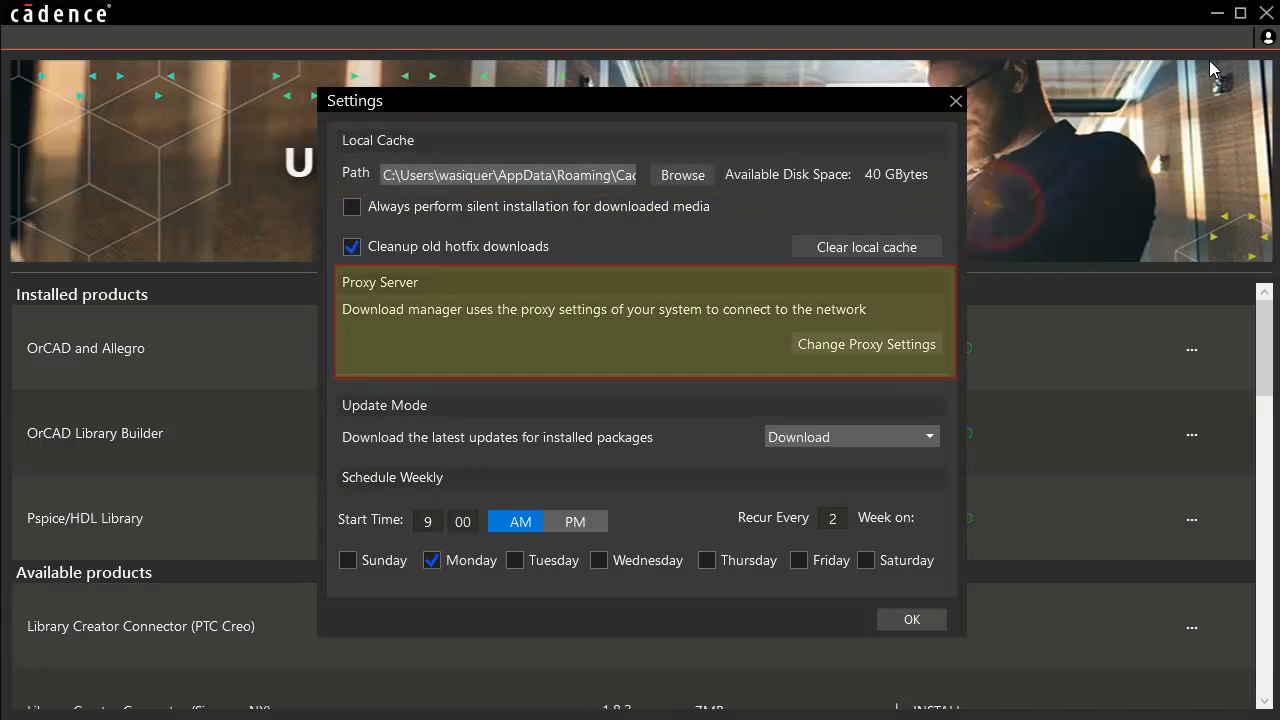 cādence
Settings
U
Local Cache
Path C:\Users\wasiquer\AppData\Roaming\Cac Browse Available Disk Space: 40 GBytes
Always perform silent installation for downloaded media
Cleanup old hotfix downloads Clear local cache
Proxy Server
Download manager uses the proxy settings of your system to connect to the network
Change Proxy Settings
Update Mode
Download the latest updates for installed packages Download
Schedule Weekly
Start Time: 9 00 AM PM Recur Every 2 Week on:
Sunday Monday Tuesday Wednesday Thursday Friday Saturday
OK
Installed products
OrCAD and Allegro ...
OrCAD Library Builder ...
Pspice/HDL Library ...
Available products
Library Creator Connector (PTC Creo) ...